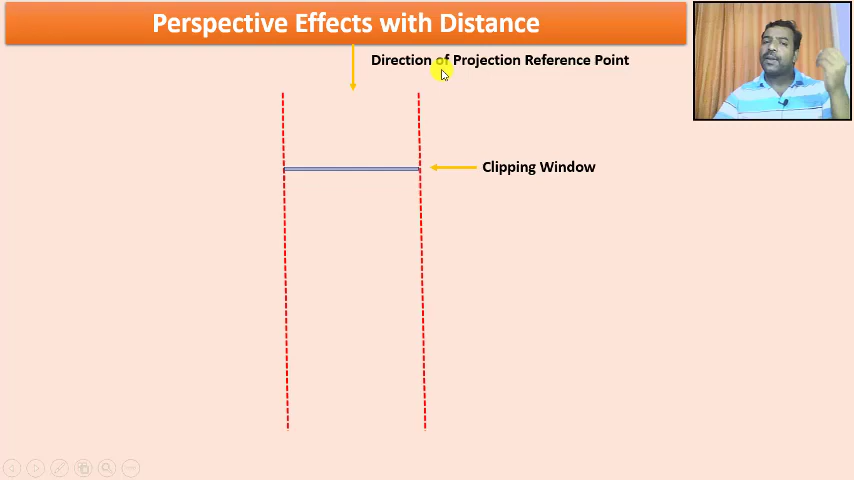 Perspective Effects with Distance
Direction of Projection Reference Point
Clipping Window